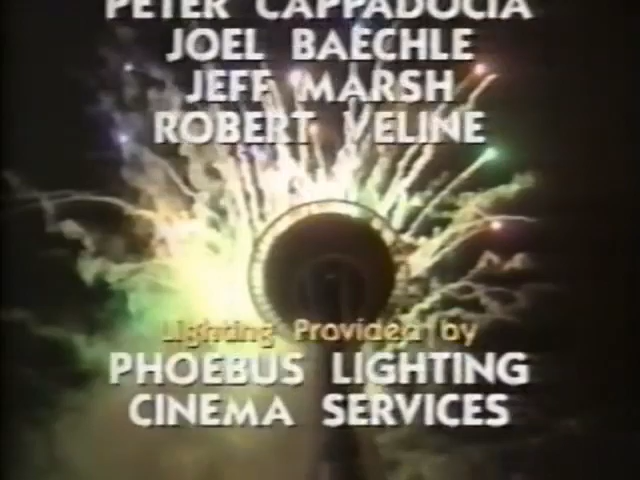 PETER CAPPADOCIA
JOEL BAECHLE
JEFF MARSH
ROBERT VELINE
Lighting Provided by
PHOEBUS LIGHTING
CINEMA SERVICES